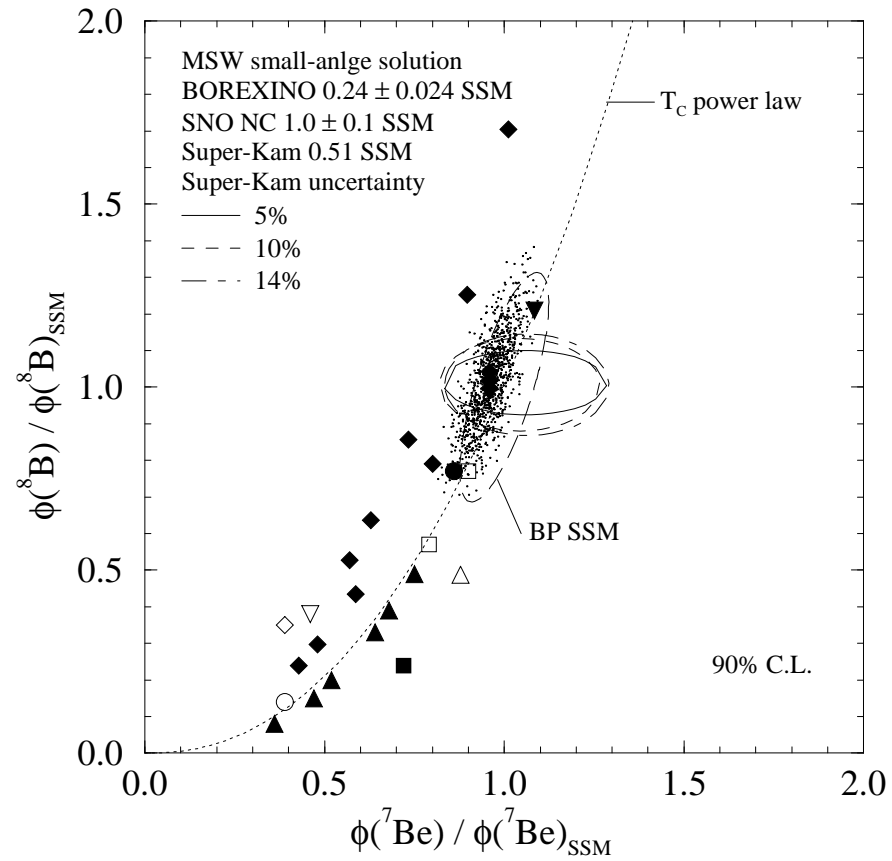 MSW small-anlge solution
BOREXINO 0.24 ± 0.024 SSM
SNO NC 1.0 ± 0.1 SSM
Super-Kam 0.51 SSM
Super-Kam uncertainty
5%
10%
14%
T_C power law
BP SSM
90% C.L.
2.0
1.5
1.0
0.5
0.0
ϕ(⁸B) / ϕ(⁸B)_SSM
0.0 0.5 1.0 1.5 2.0
ϕ(⁷Be) / ϕ(⁷Be)_SSM